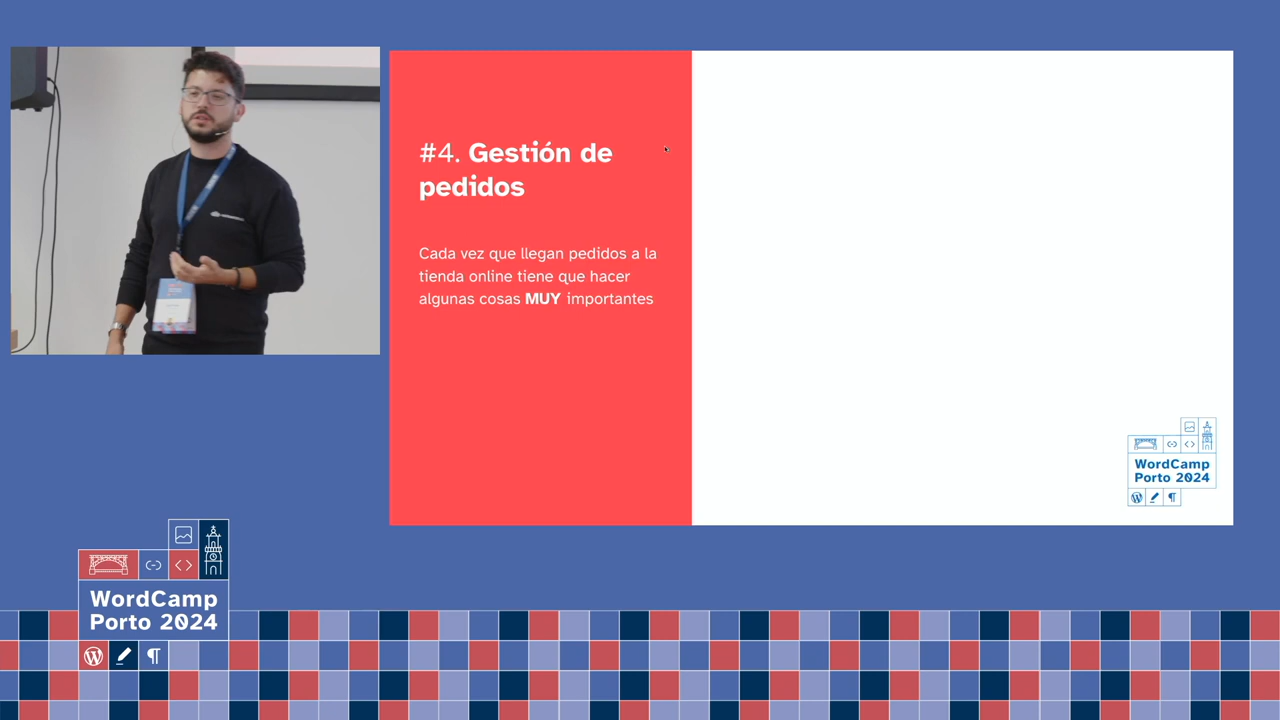 #4. Gestión de
pedidos
Cada vez que llegan pedidos a la
tienda online tiene que hacer
algunas cosas MUY importantes
WordCamp
Porto 2024
WordCamp
Porto 2024